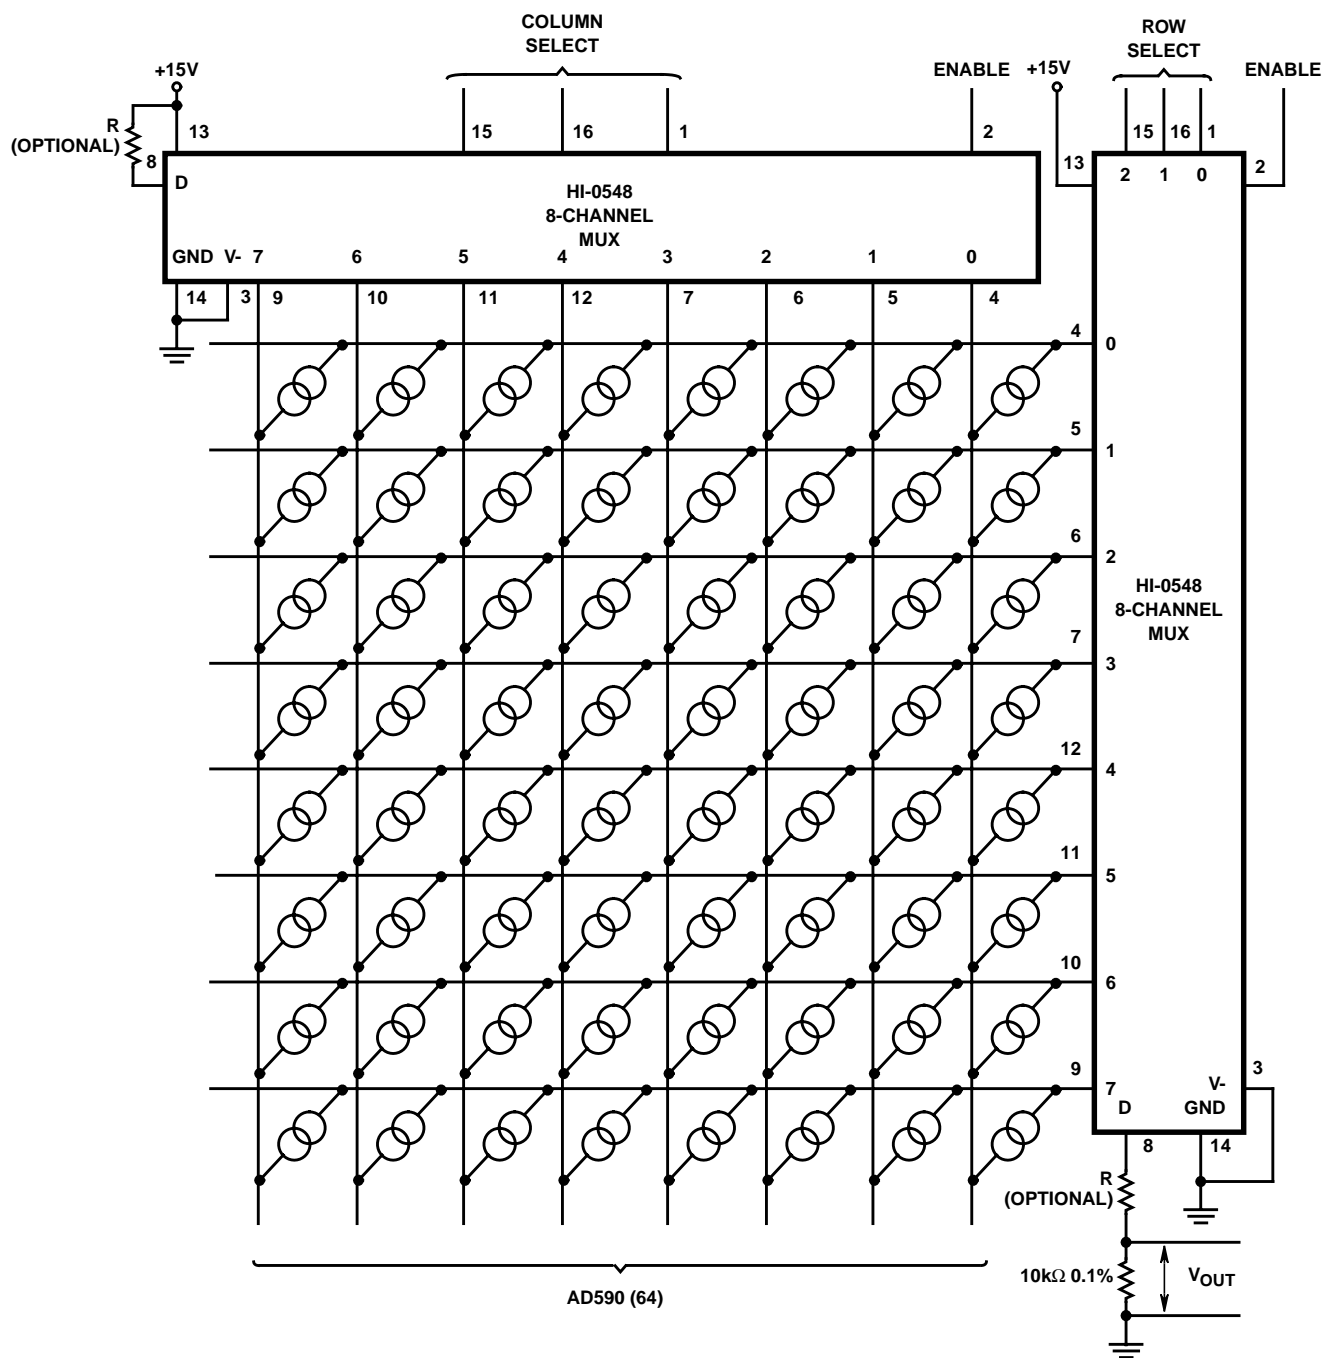 COLUMN
SELECT
ROW
SELECT
+15V
ENABLE
+15V
ENABLE
R
(OPTIONAL)
13
15
16
1
2
15
16
1
8
13
2
D
2
1
0
HI-0548
8-CHANNEL
MUX
GND
V-
7
6
5
4
3
2
1
0
14
3
9
10
11
12
7
6
5
4
4
0
5
1
6
2
HI-0548
8-CHANNEL
MUX
7
3
12
4
11
5
10
6
9
7
V-
3
D
GND
8
14
R
(OPTIONAL)
10kΩ 0.1%
VOUT
AD590 (64)